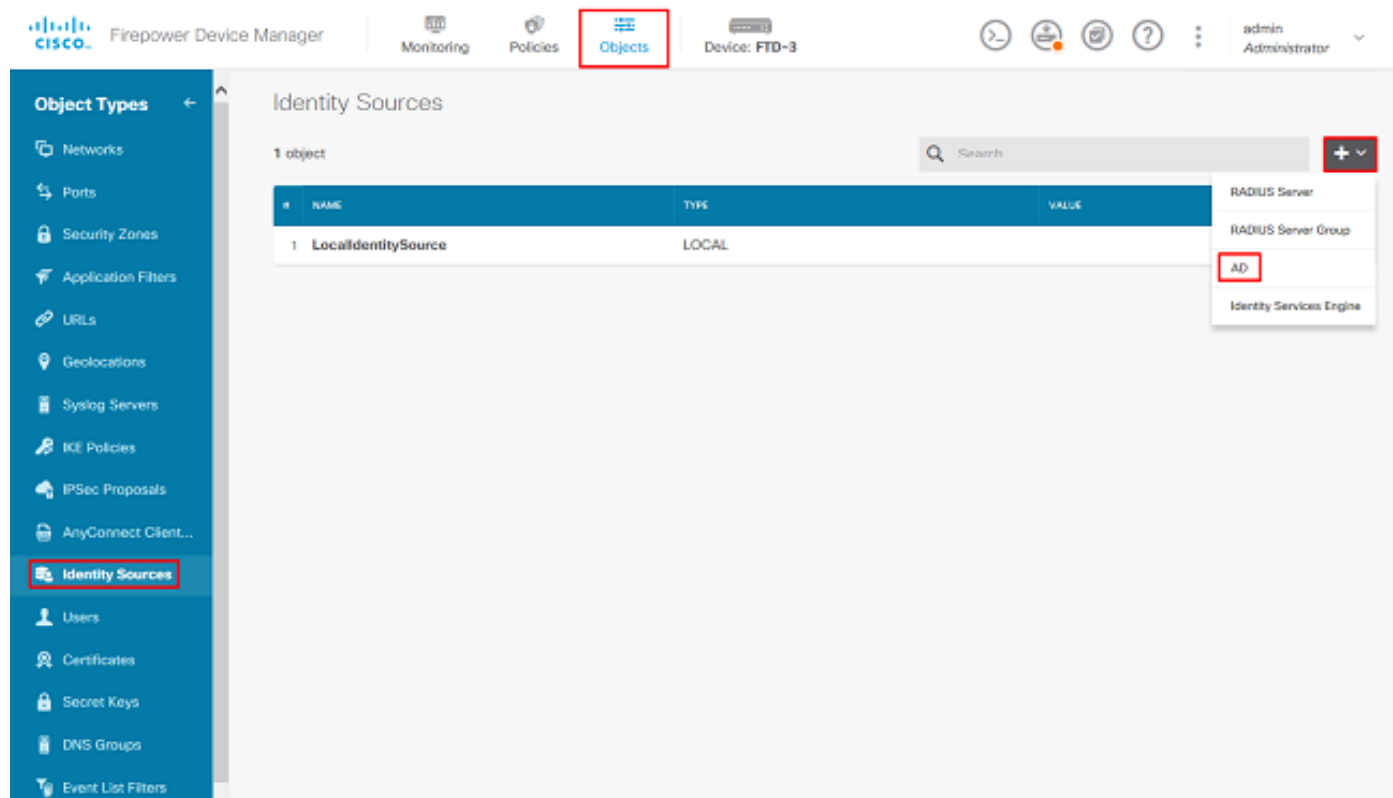 CISCO
Firepower Device Manager
Monitoring
Policies
Objects
Device: FTD-3
admin
Administrator
Object Types
Networks
Ports
Security Zones
Application Filters
URLs
Geolocations
Syslog Servers
IKE Policies
IPSec Proposals
AnyConnect Client...
Identity Sources
Users
Certificates
Secret Keys
DNS Groups
Event List Filters
Identity Sources
1 object
Search
# NAME TYPE VALUE
1 LocalIdentitySource LOCAL
RADIUS Server
RADIUS Server Group
AD
Identity Services Engine